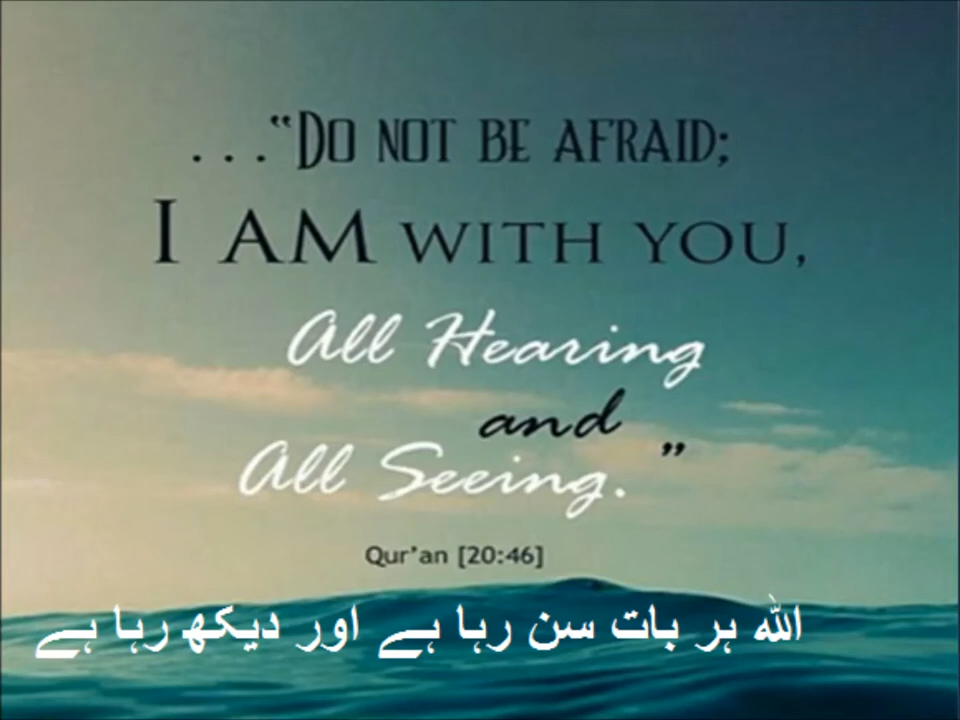 ..."DO NOT BE AFRAID;
I AM WITH YOU,
All Hearing
and
All Seeing."
Qur'an [20:46]
الله ہر بات سن رہا ہے اور دیکھ رہا ہے